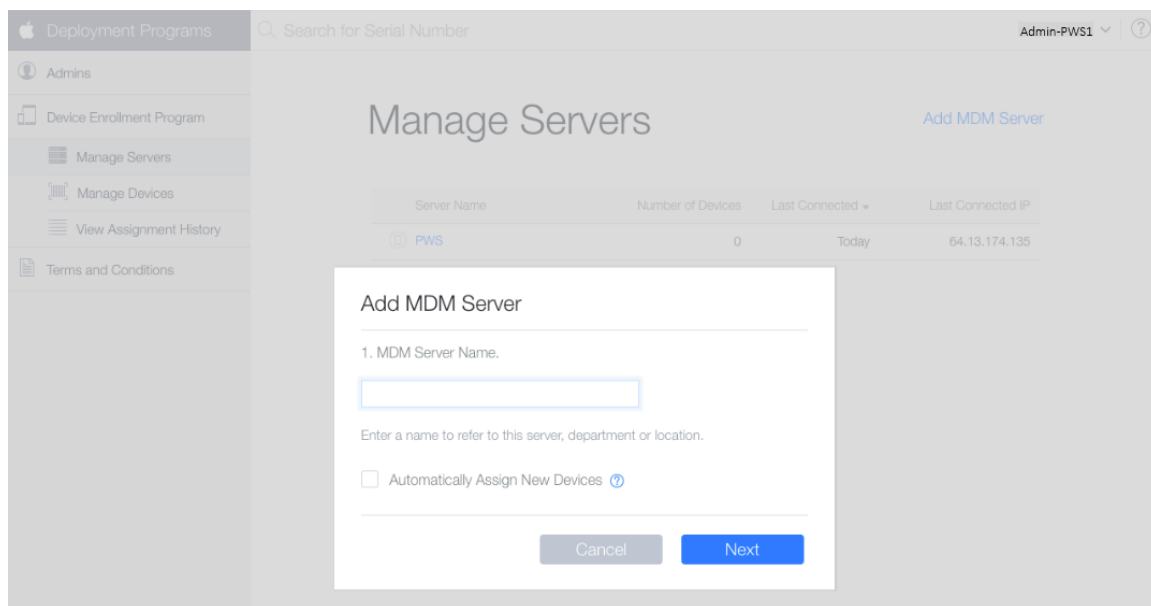 Deployment Programs
Search for Serial Number
Admin-PWS1
Admins
Device Enrollment Program
Manage Servers
Manage Devices
View Assignment History
Terms and Conditions
Manage Servers
Add MDM Server
Server Name Number of Devices Last Connected Last Connected IP
PWS 0 Today 64.13.174.135
Add MDM Server
1. MDM Server Name.
Enter a name to refer to this server, department or location.
Automatically Assign New Devices ?
Cancel Next